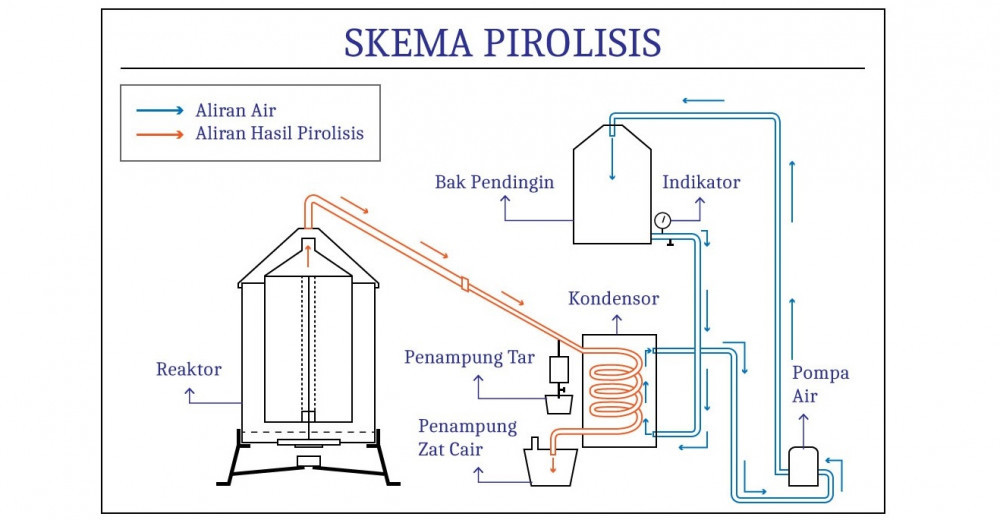 SKEMA PIROLISIS
Aliran Air
Aliran Hasil Pirolisis
Bak Pendingin
Indikator
Kondensor
Reaktor
Penampung Tar
Pompa
Air
Penampung
Zat Cair